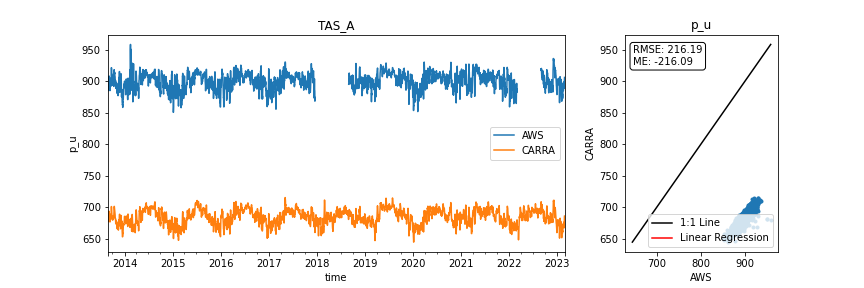 TAS_A
p_u
950
900
850
800
750
700
650
p_u
AWS
CARRA
2014
2015
2016
2017
2018
2019
2020
2021
2022
2023
time
RMSE: 216.19
ME: -216.09
950
900
850
800
750
700
650
CARRA
1:1 Line
Linear Regression
700
800
900
AWS